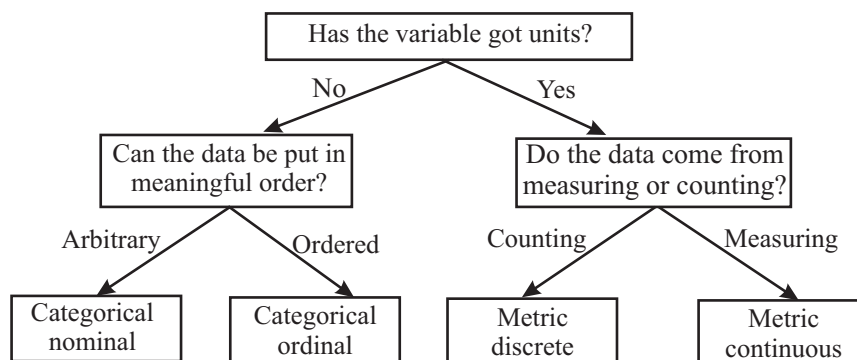 Has the variable got units?
No
Yes
Can the data be put in
meaningful order?
Do the data come from
measuring or counting?
Arbitrary
Ordered
Counting
Measuring
Categorical
nominal
Categorical
ordinal
Metric
discrete
Metric
continuous